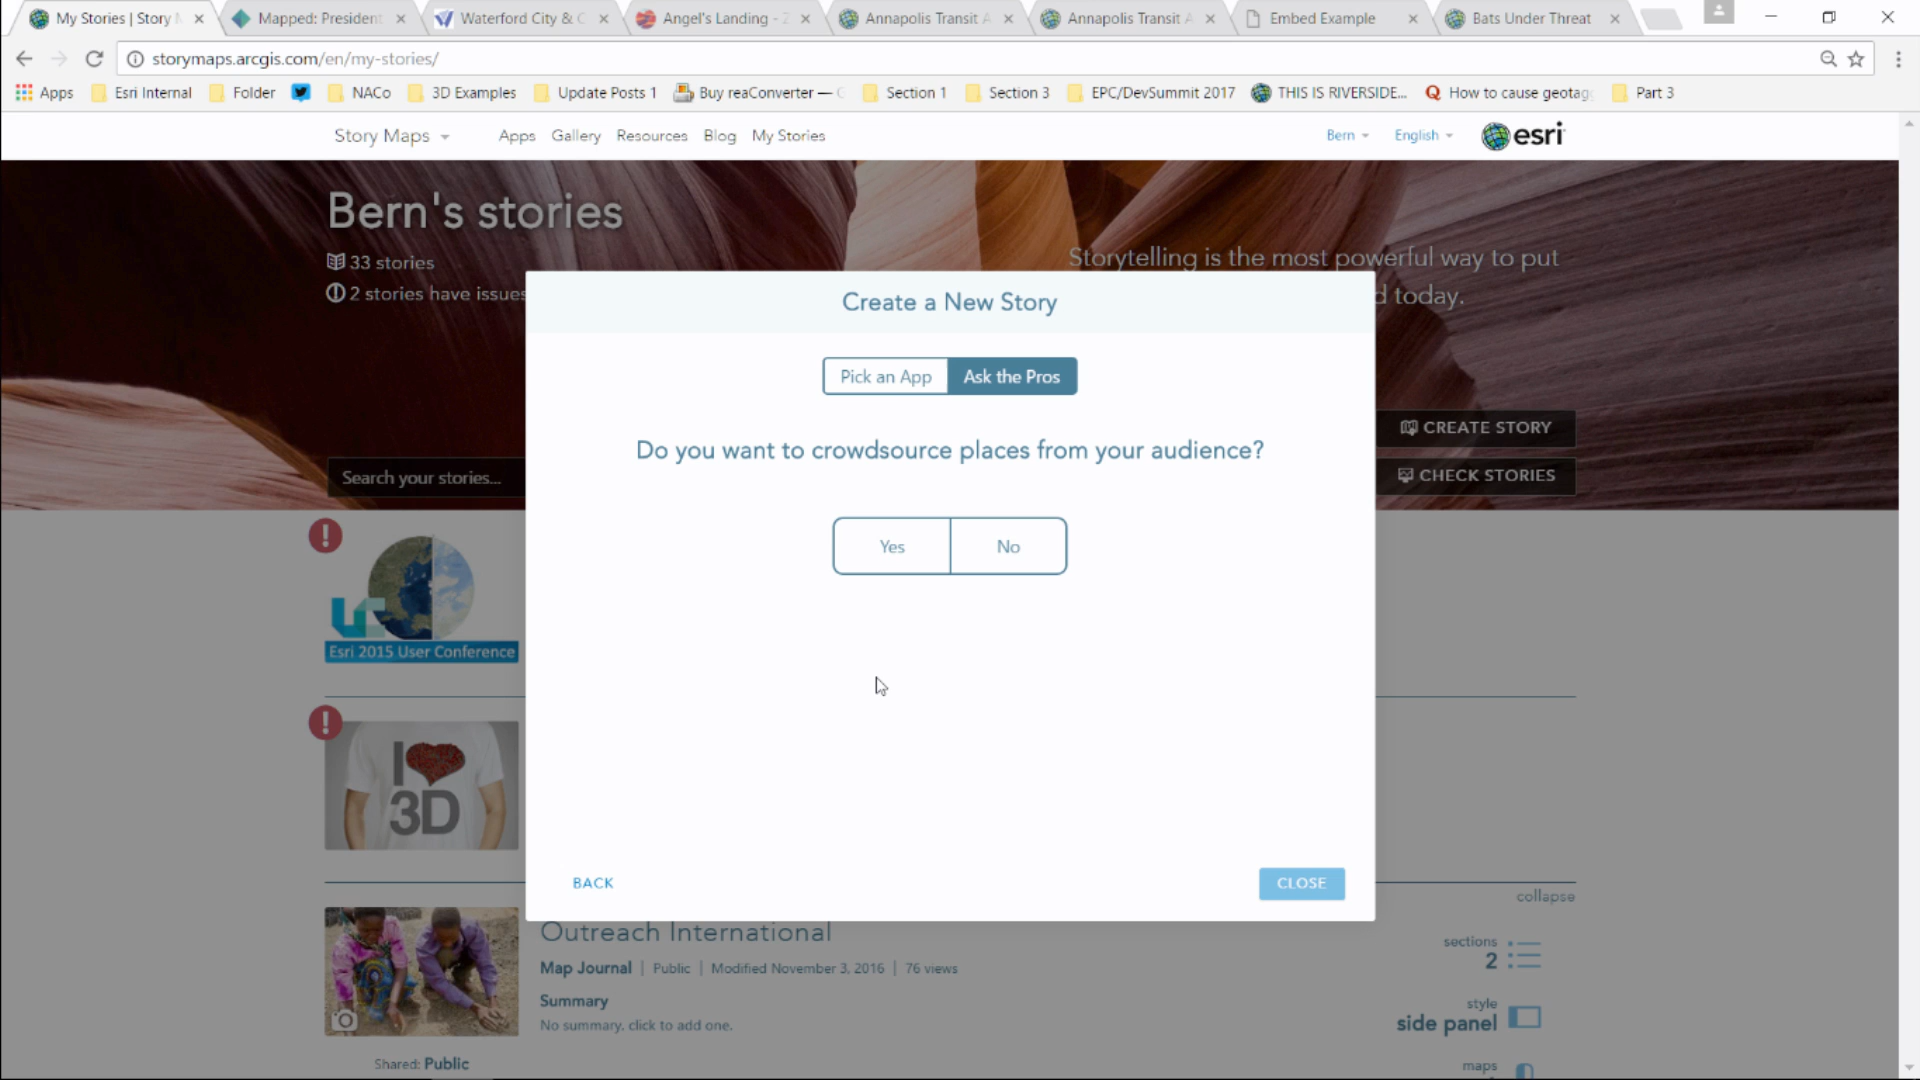 My Stories | Story
Mapped: President
Waterford City & C
Angel's Landing - Z
Annapolis Transit A
Annapolis Transit A
Embed Example
Bats Under Threat
storymaps.arcgis.com/en/my-stories/
Apps
Esri Internal
Folder
NACo
3D Examples
Update Posts 1
Buy reaConverter —
Section 1
Section 3
EPC/DevSummit 2017
THIS IS RIVERSIDE...
Q How to cause geotag
Part 3
Story Maps
Apps
Gallery
Resources
Blog
My Stories
Bern
English
esri
Bern's stories
33 stories
2 stories have issues
Storytelling is the most powerful way to put
d today.
Create a New Story
Pick an App
Ask the Pros
Do you want to crowdsource places from your audience?
CREATE STORY
CHECK STORIES
Search your stories...
Yes
No
UC
Esri 2015 User Conference
I
3D
BACK
CLOSE
collapse
Outreach International
Map Journal | Public | Modified November 3, 2016 | 76 views
Summary
No summary, click to add one.
Shared: Public
sections
2
style
side panel
maps